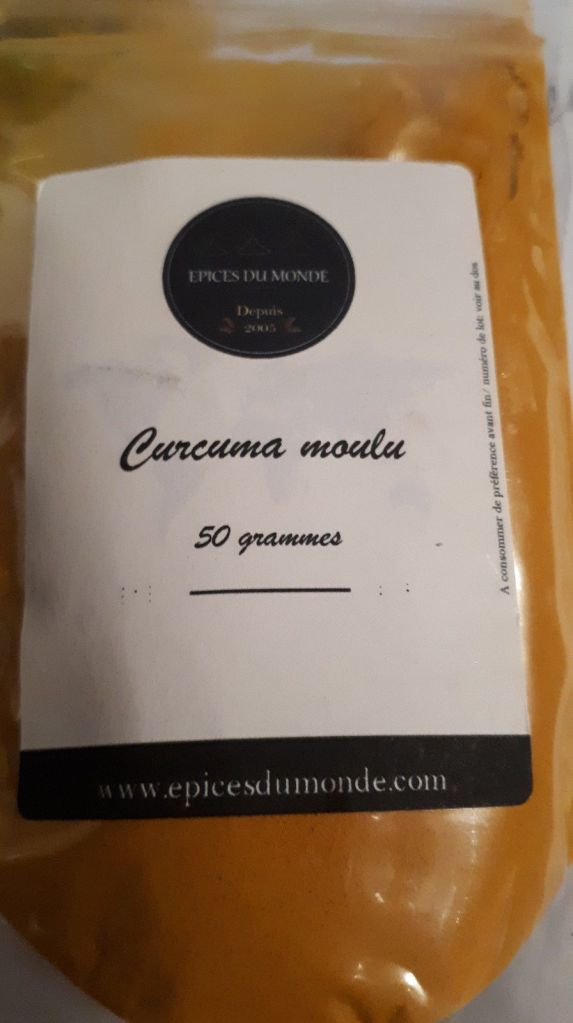 EPICES DU MONDE
Depuis
2005
Curcuma moulu
50 grammes
www.epicesdumonde.com
A consommer de préférence avant fin/ numéro de lot: voir au dos